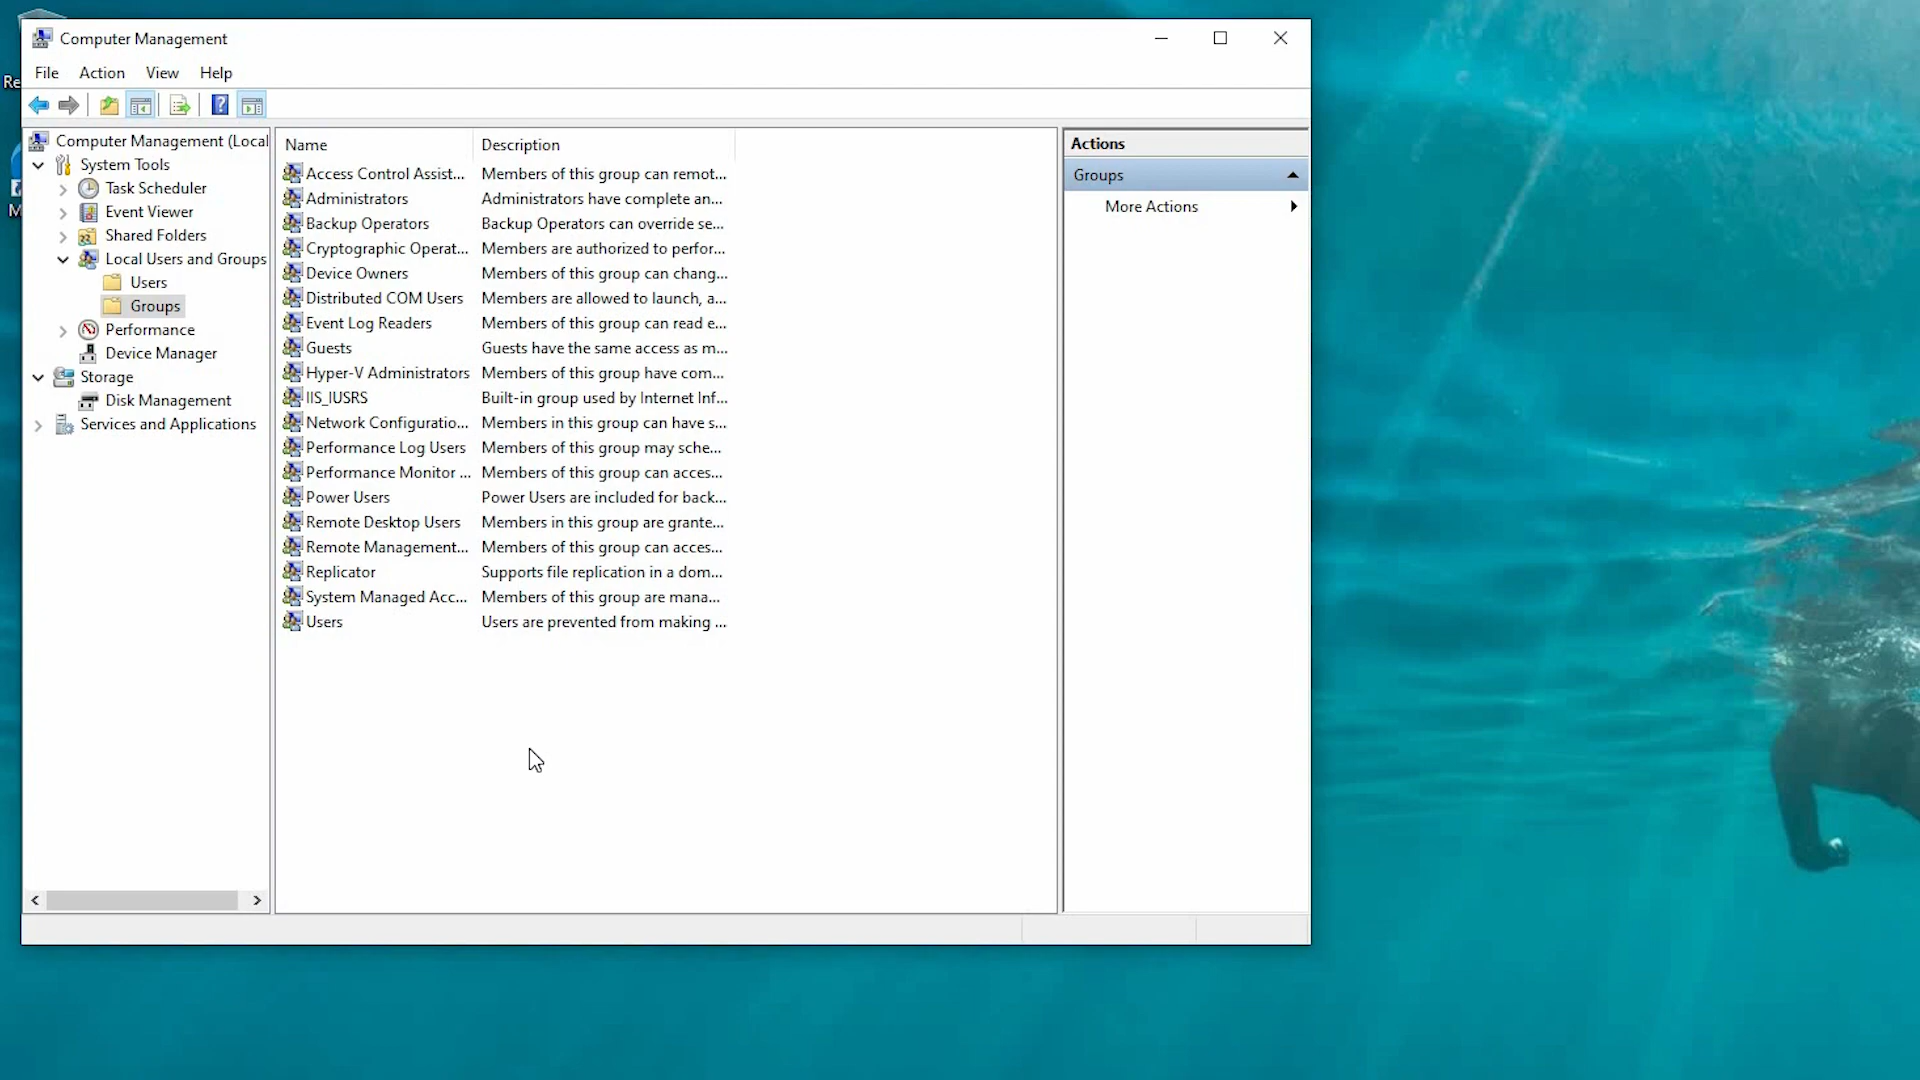 Computer Management
File Action View Help
Re
M
Computer Management (Local
System Tools
Task Scheduler
Event Viewer
Shared Folders
Local Users and Groups
Users
Groups
Performance
Device Manager
Storage
Disk Management
Services and Applications
Name Description
Access Control Assist... Members of this group can remot...
Administrators Administrators have complete an...
Backup Operators Backup Operators can override se...
Cryptographic Operat... Members are authorized to perfor...
Device Owners Members of this group can chang...
Distributed COM Users Members are allowed to launch, a...
Event Log Readers Members of this group can read e...
Guests Guests have the same access as m...
Hyper-V Administrators Members of this group have com...
IIS_IUSRS Built-in group used by Internet Inf...
Network Configuratio... Members in this group can have s...
Performance Log Users Members of this group may sche...
Performance Monitor ... Members of this group can acces...
Power Users Power Users are included for back...
Remote Desktop Users Members in this group are grante...
Remote Management... Members of this group can acces...
Replicator Supports file replication in a dom...
System Managed Acc... Members of this group are mana...
Users Users are prevented from making ...
Actions
Groups
More Actions